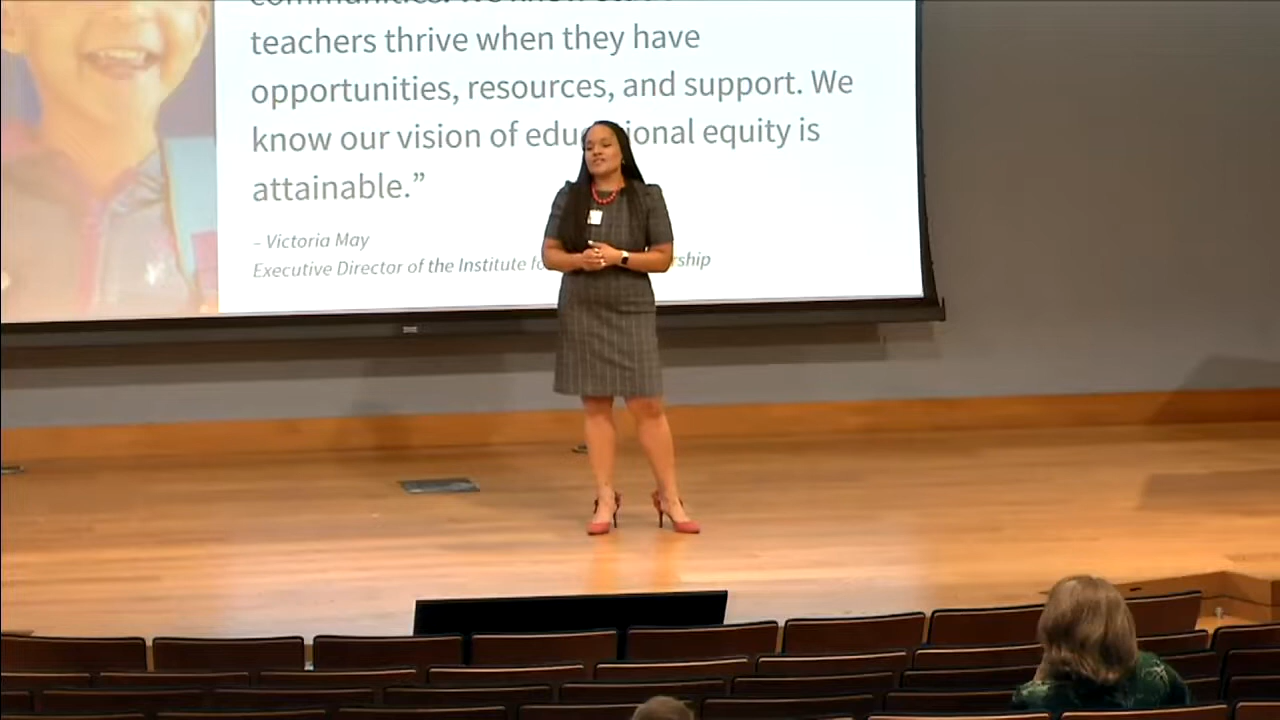 teachers thrive when they have
opportunities, resources, and support. We
know our vision of educational equity is
attainable.”
– Victoria May
Executive Director of the Institute